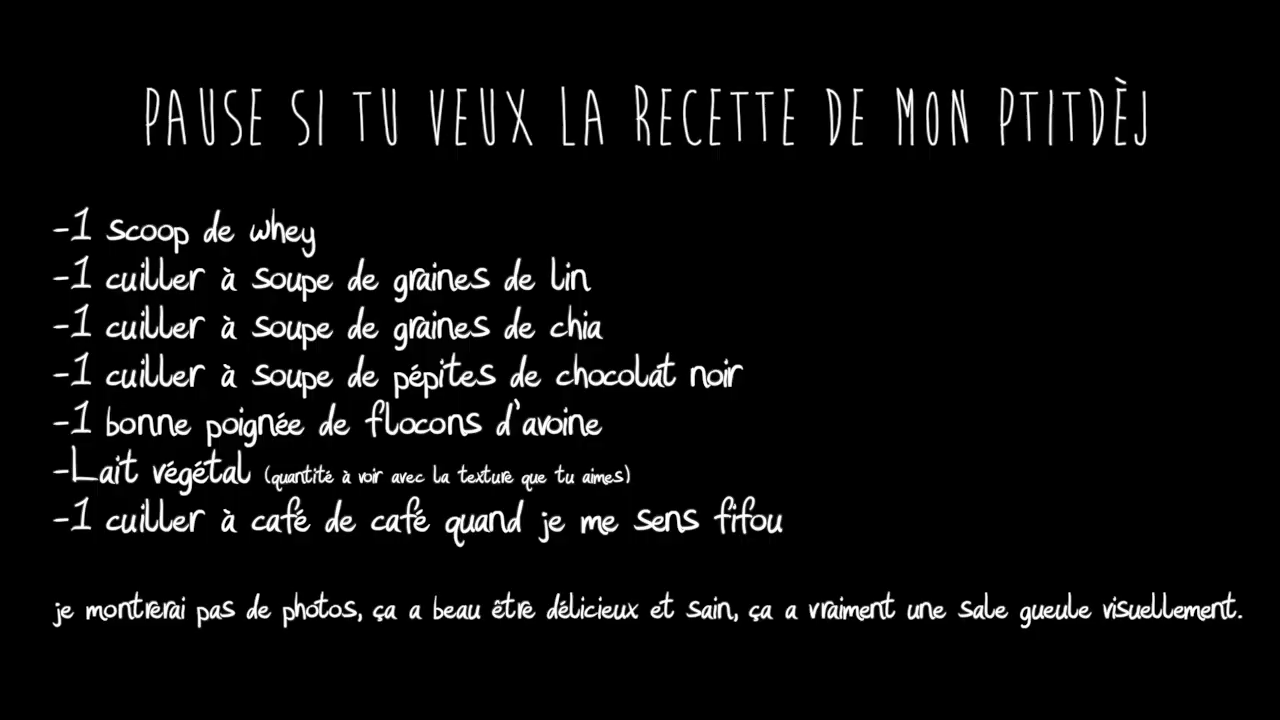 PAUSE SI TU VEUX LA RECETTE DE MON PTITDÈJ
-1 scoop de whey
-1 cuiller à soupe de graines de lin
-1 cuiller à soupe de graines de chia
-1 cuiller à soupe de pépites de chocolat noir
-1 bonne poignée de flocons d'avoine
-Lait végétal (quantité à voir avec la texture que tu aimes)
-1 cuiller à café de café quand je me sens fifou
je montrerai pas de photos, ça a beau être délicieux et sain, ça a vraiment une sale gueule visuellement.